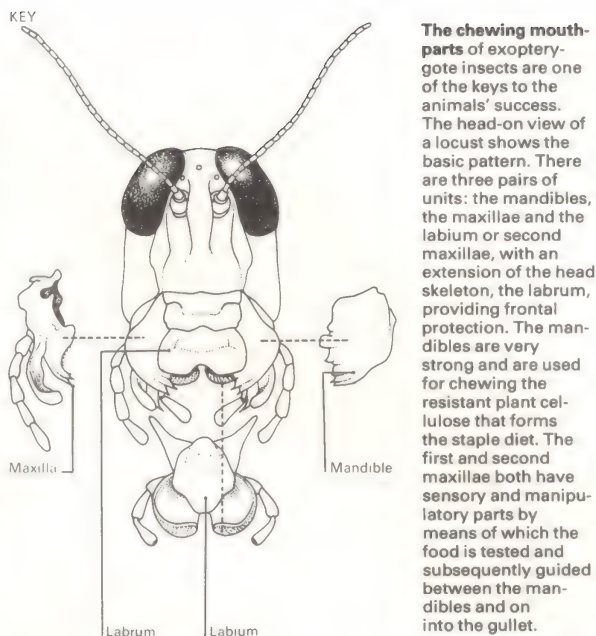 KEY
Maxilla
Mandible
Labrum
Labium
The chewing mouth-
parts of exoptery-
gote insects are one
of the keys to the
animals' success.
The head-on view of
a locust shows the
basic pattern. There
are three pairs of
units: the mandibles,
the maxillae and the
labium or second
maxillae, with an
extension of the head
skeleton, the labrum,
providing frontal
protection. The man-
dibles are very
strong and are used
for chewing the
resistant plant cel-
lulose that forms
the staple diet. The
first and second
maxillae both have
sensory and manipu-
latory parts by
means of which the
food is tested and
subsequently guided
between the man-
dibles and on
into the gullet.